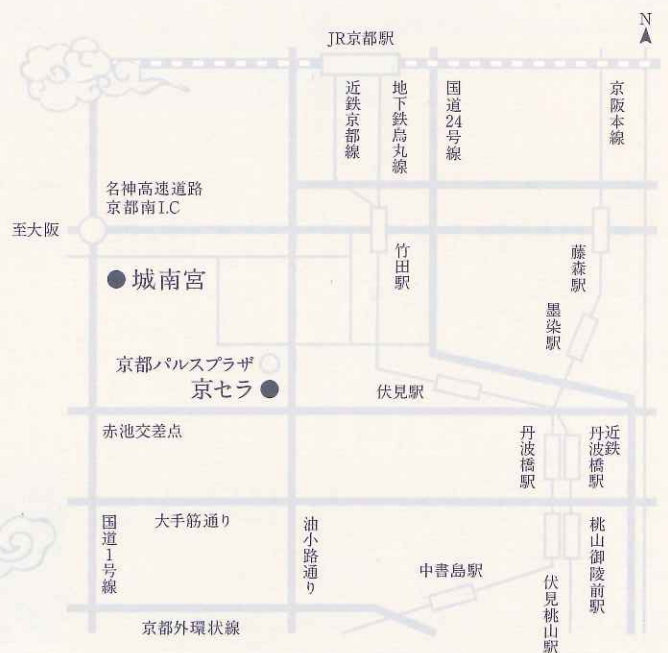 N
JR京都駅
近鉄京都線
地下鉄烏丸線
国道24号線
京阪本線
名神高速道路
京都南I.C
至大阪
竹田駅
藤森駅
城南宮
墨染駅
京都パルスプラザ
京セラ
伏見駅
赤池交差点
丹波橋駅
近鉄
丹波橋駅
国道1号線
大手筋通り
油小路通り
中書島駅
伏見桃山駅
桃山御陵前駅
京都外環状線